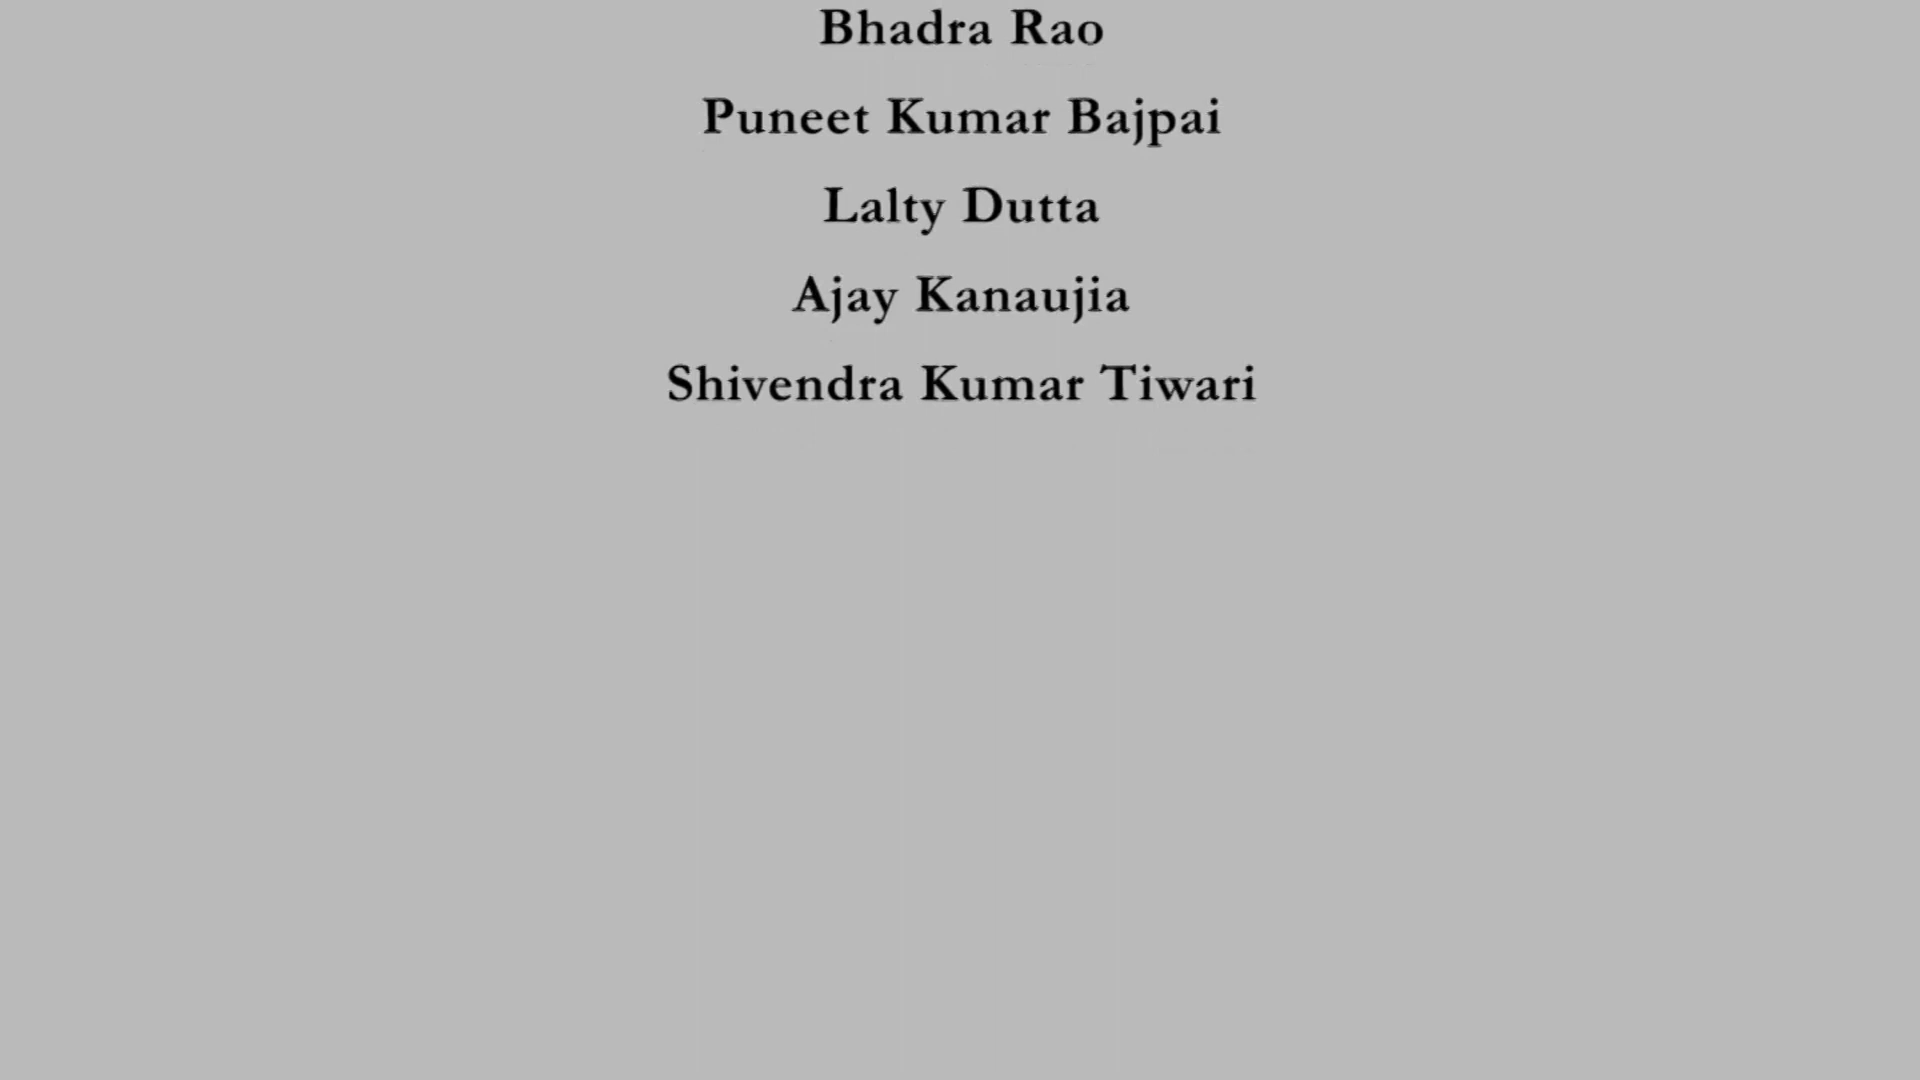 Bhadra Rao
Puneet Kumar Bajpai
Lalty Dutta
Ajay Kanaujia
Shivendra Kumar Tiwari